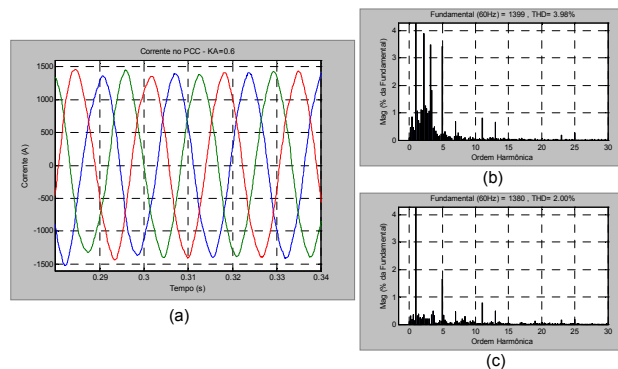 Corrente no PCC - KA=0.6
1500
1000
500
0
-500
-1000
-1500
Corrente (A)
0.29 0.3 0.31 0.32 0.33 0.34
Tempo (s)
(a)
Fundamental (60Hz) = 1399 , THD= 3.98%
4
3
2
1
0
Mag (% da Fundamental)
0 5 10 15 20 25 30
Ordem Harmônica
(b)
Fundamental (60Hz) = 1380 , THD= 2.00%
4
3
2
1
0
Mag (% da Fundamental)
0 5 10 15 20 25 30
Ordem Harmônica
(c)